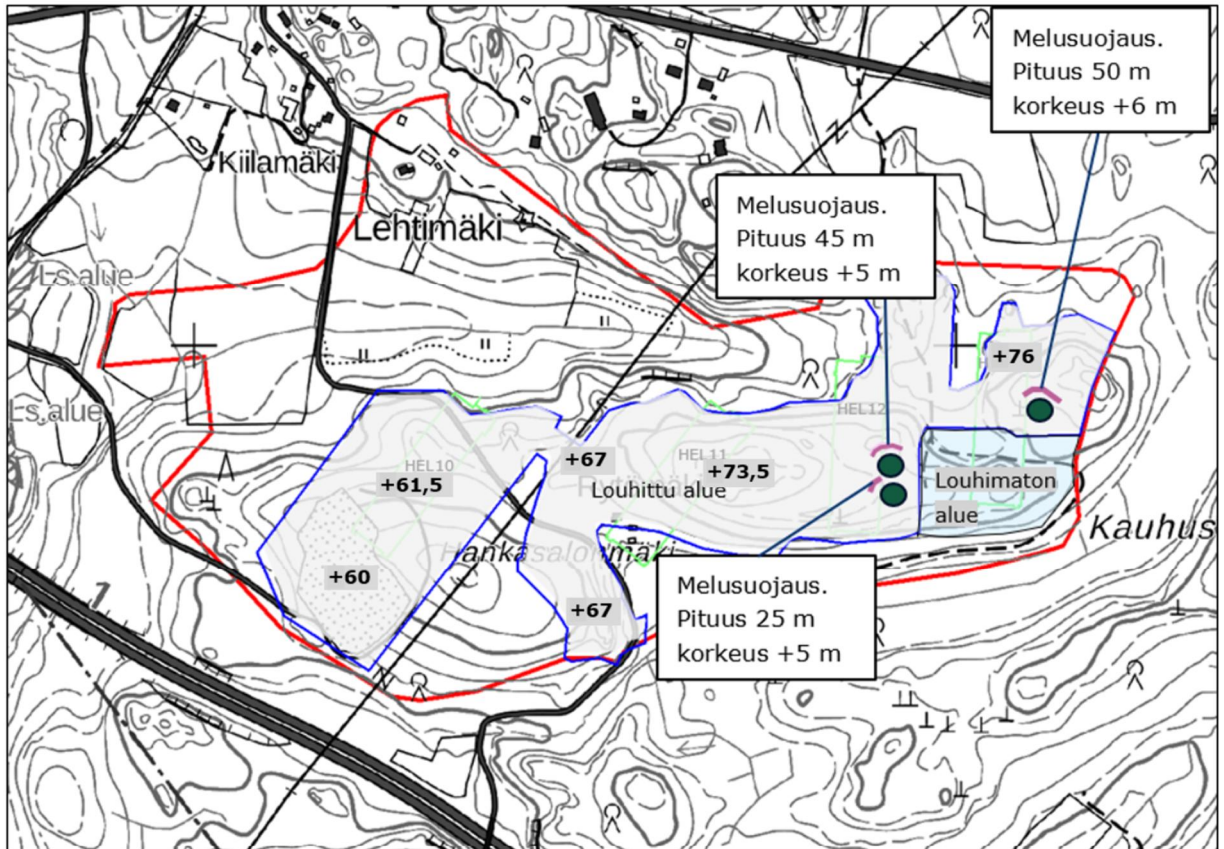 Melusuojaus.
Pituus 50 m
korkeus +6 m
Kiilamäki
Melusuojaus.
Pituus 45 m
korkeus +5 m
Lehtimäki
Ls.alue
+76
Ls.alue
HEL12
HEL10
+61,5
+67
HEL11
+73,5
Louhittu alue
Louhimaton
alue
Kauhus
Hankasalonmäki
+60
+67
Melusuojaus.
Pituus 25 m
korkeus +5 m